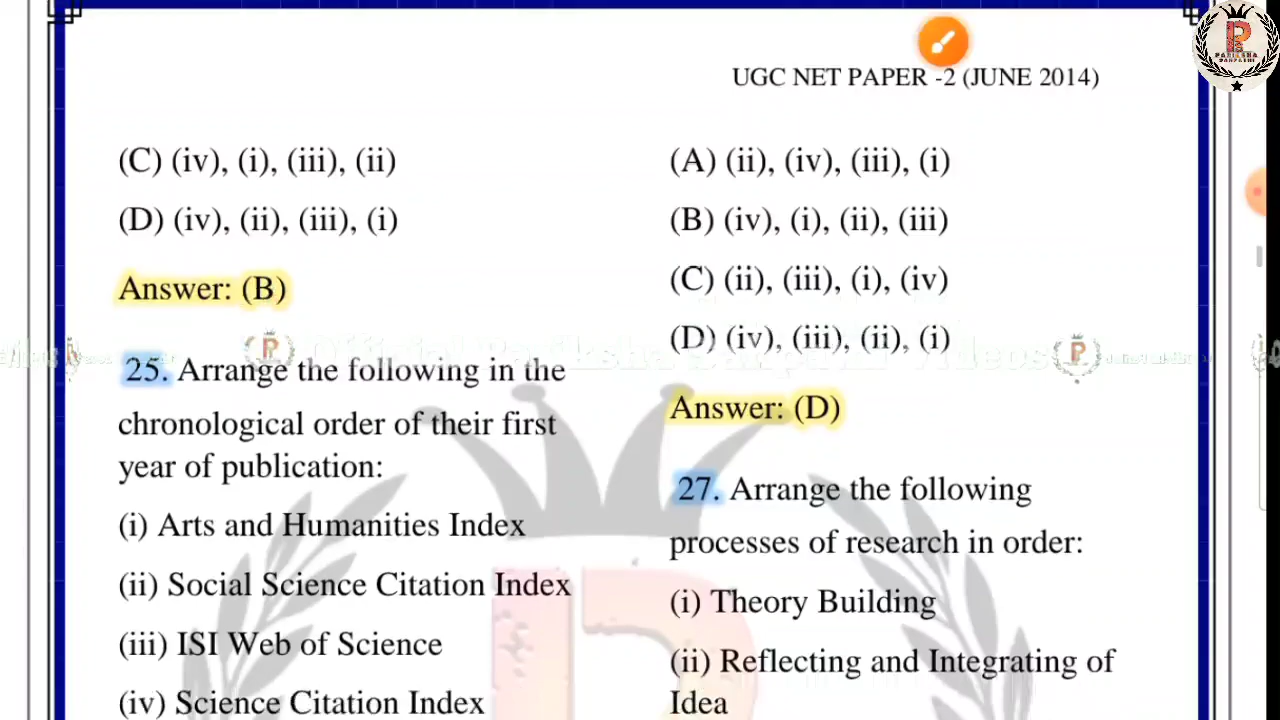 UGC NET PAPER -2 (JUNE 2014)
(C) (iv), (i), (iii), (ii)
(D) (iv), (ii), (iii), (i)
Answer: (B)
25. Arrange the following in the
chronological order of their first
year of publication:
(i) Arts and Humanities Index
(ii) Social Science Citation Index
(iii) ISI Web of Science
(iv) Science Citation Index
(A) (ii), (iv), (iii), (i)
(B) (iv), (i), (ii), (iii)
(C) (ii), (iii), (i), (iv)
(D) (iv), (iii), (ii), (i)
Answer: (D)
27. Arrange the following
processes of research in order:
(i) Theory Building
(ii) Reflecting and Integrating of
Idea